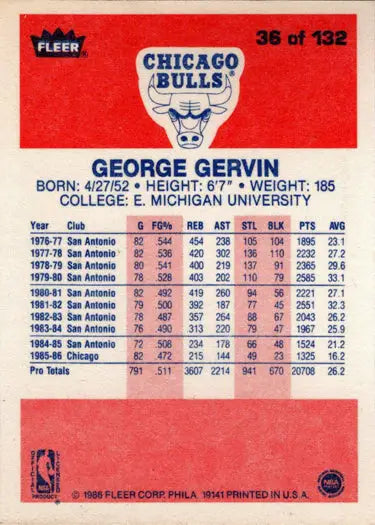 FLEER
36 of 132
CHICAGO
BULLS®
GEORGE GERVIN
BORN: 4/27/52 • HEIGHT: 6'7" • WEIGHT: 185
COLLEGE: E. MICHIGAN UNIVERSITY
Year Club G FG% REB AST STL BLK PTS AVG
1976-77 San Antonio 82 .544 454 238 105 104 1895 23.1
1977-78 San Antonio 82 .536 420 302 136 110 2232 27.2
1978-79 San Antonio 80 .541 400 219 137 91 2365 29.6
1979-80 San Antonio 78 .528 403 202 110 79 2585 33.1
1980-81 San Antonio 82 .492 419 260 94 56 2221 27.1
1981-82 San Antonio 79 .500 392 187 77 45 2551 32.3
1982-83 San Antonio 78 .487 357 264 88 67 2043 26.2
1983-84 San Antonio 76 .490 313 220 79 47 1967 25.9
1984-85 San Antonio 72 .508 234 178 66 48 1524 21.2
1985-86 Chicago 82 .472 215 144 49 23 1325 16.2
Pro Totals 791 .511 3607 2214 941 670 20708 26.2
OFFICIAL
NBA
PRODUCT
LICENSED
NBA
© 1986 FLEER CORP. PHILA. 19141 PRINTED IN U.S.A.